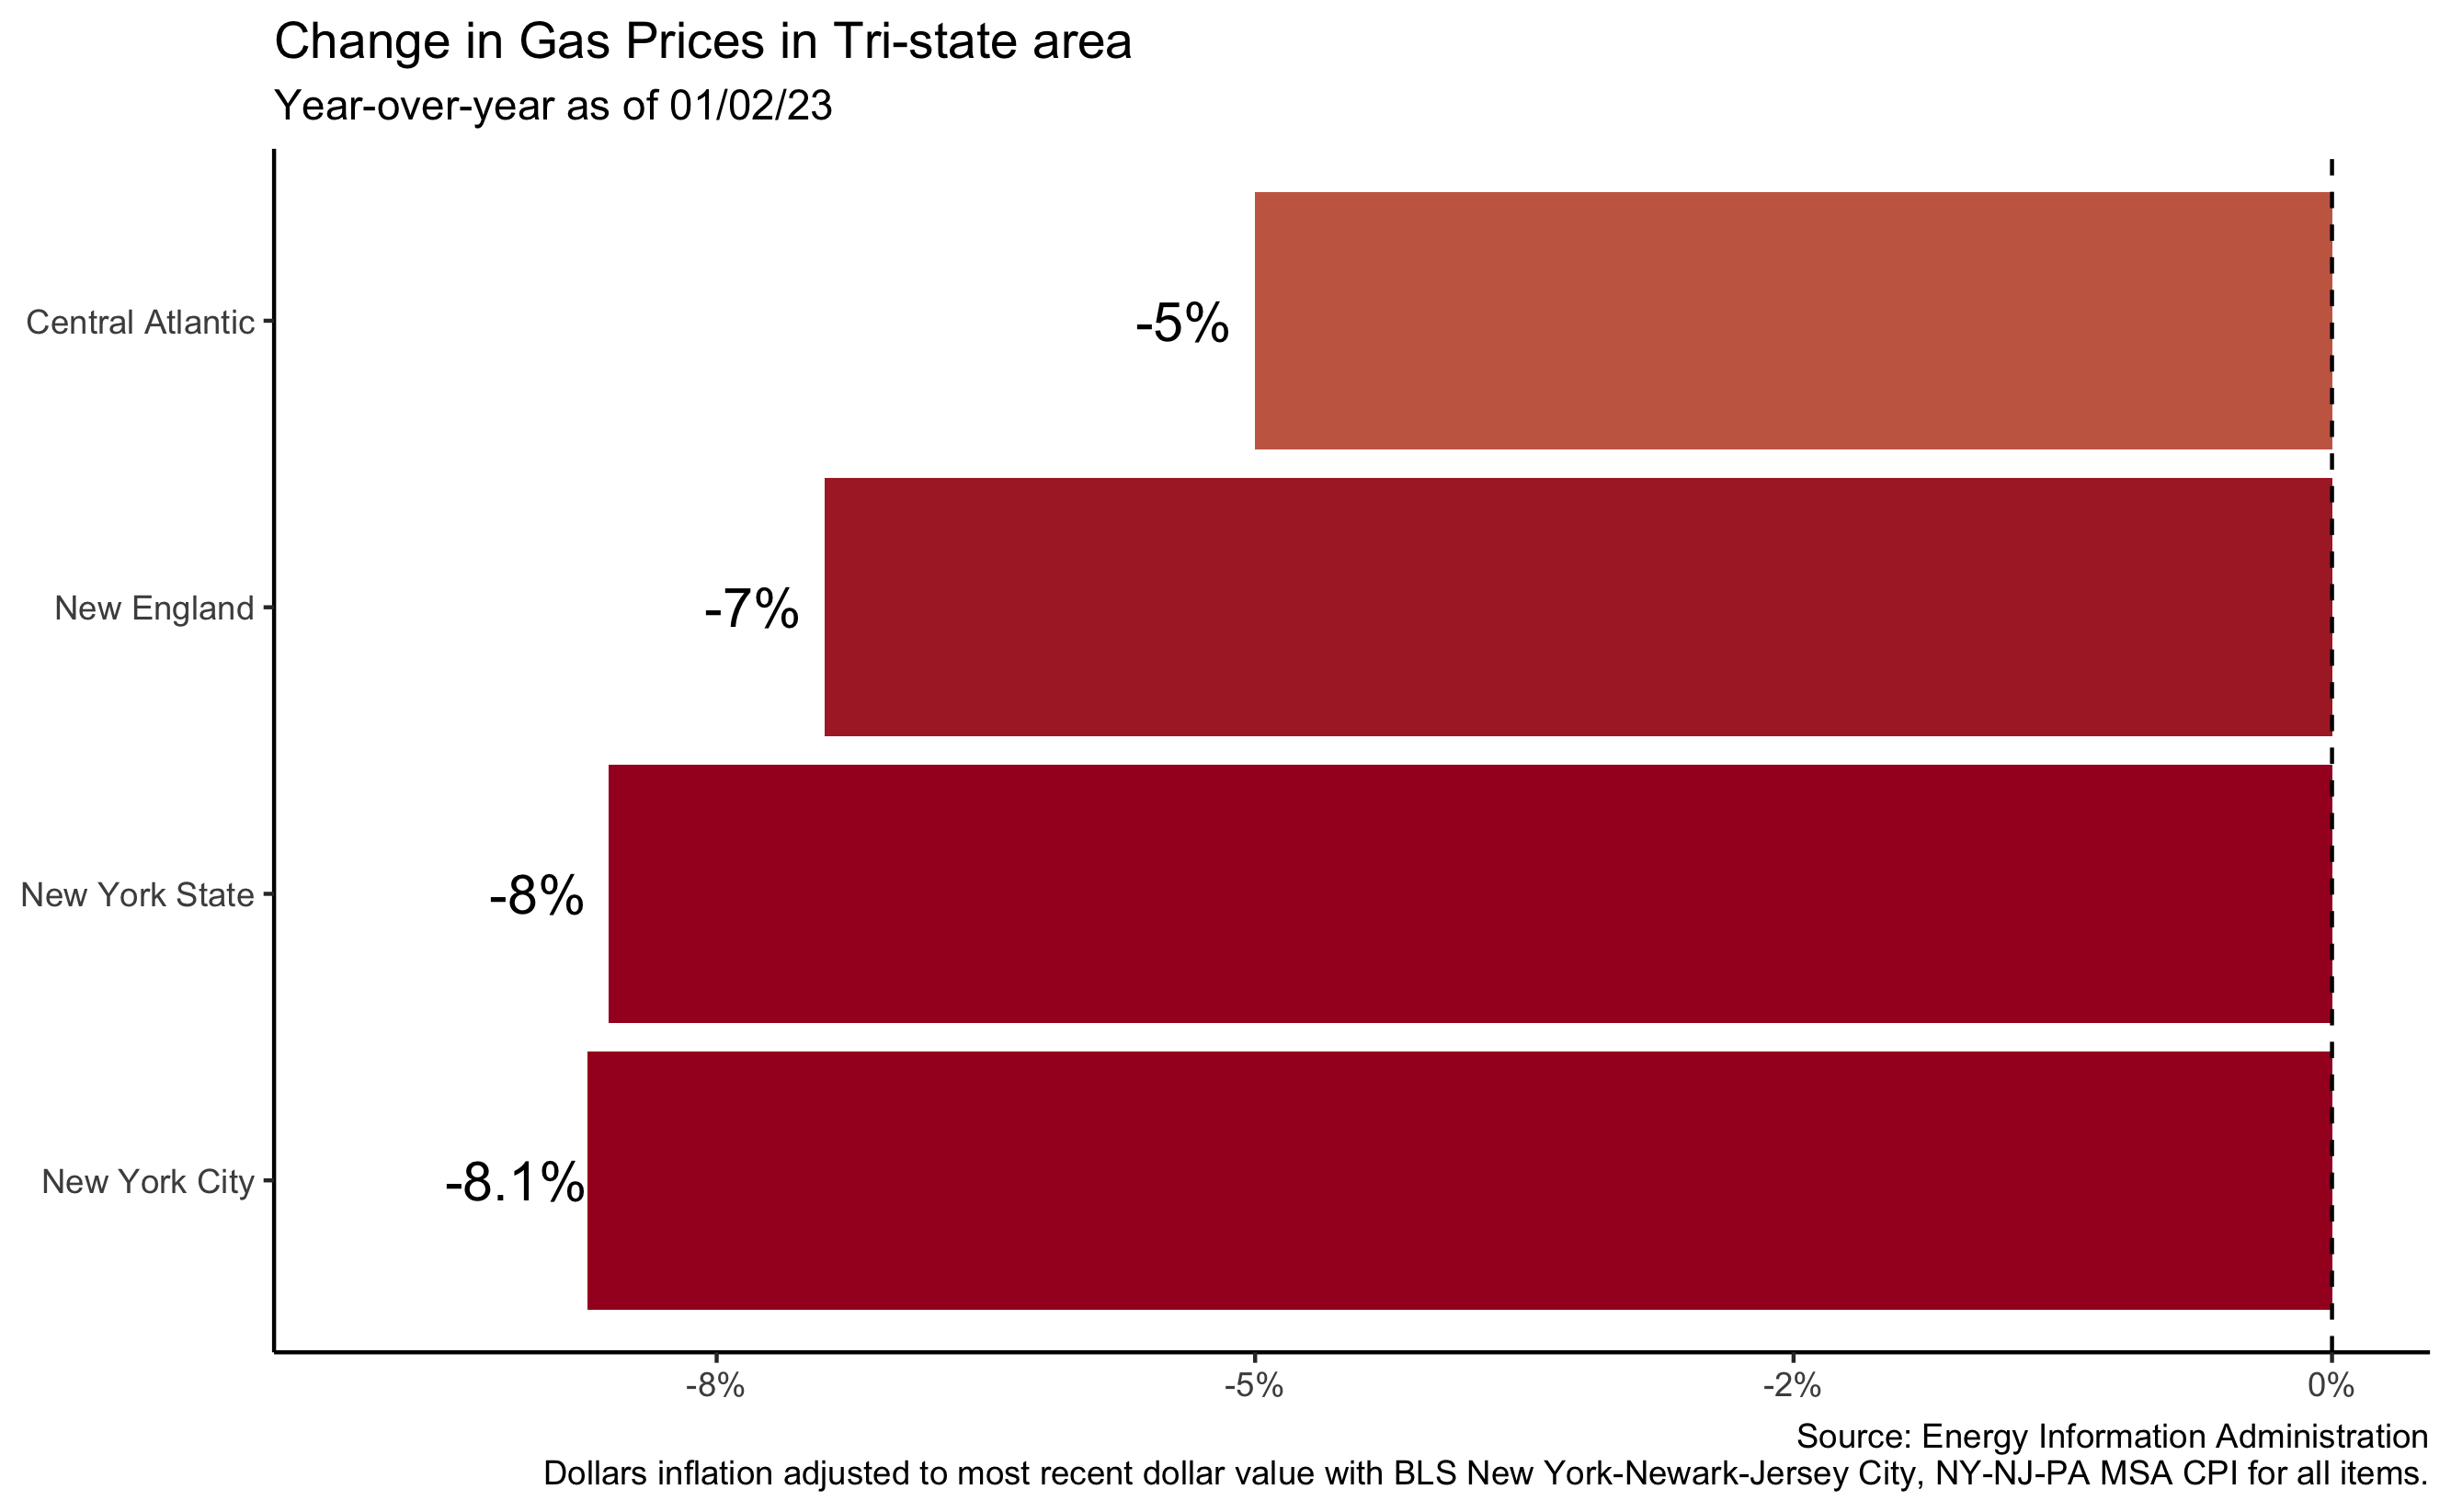 Change in Gas Prices in Tri-state area
Year-over-year as of 01/02/23
Central Atlantic
-5%
New England
-7%
New York State
-8%
New York City
-8.1%
-8%
-5%
-2%
0%
Source: Energy Information Administration
Dollars inflation adjusted to most recent dollar value with BLS New York-Newark-Jersey City, NY-NJ-PA MSA CPI for all items.